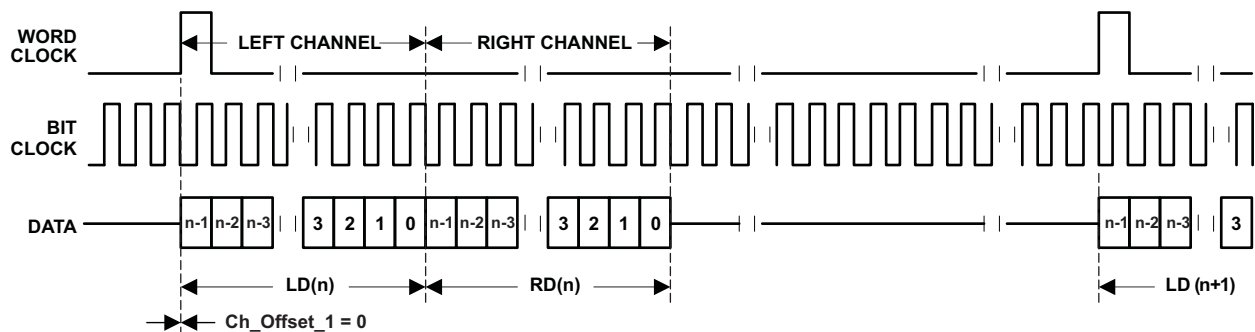 WORD
CLOCK
LEFT CHANNEL
RIGHT CHANNEL
BIT
CLOCK
DATA
n-1 n-2 n-3 3 2 1 0 n-1 n-2 n-3 3 2 1 0 n-1 n-2 n-3 3
LD(n)
RD(n)
LD (n+1)
Ch_Offset_1 = 0